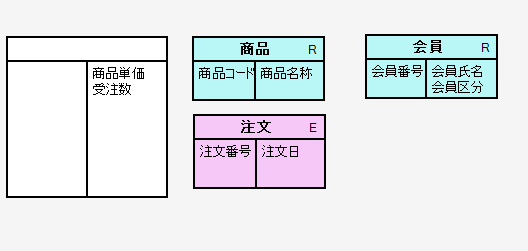 商品単価
受注数
商品 R
商品コード 商品名称
注文 E
注文番号 注文日
会員 R
会員番号 会員氏名
会員区分